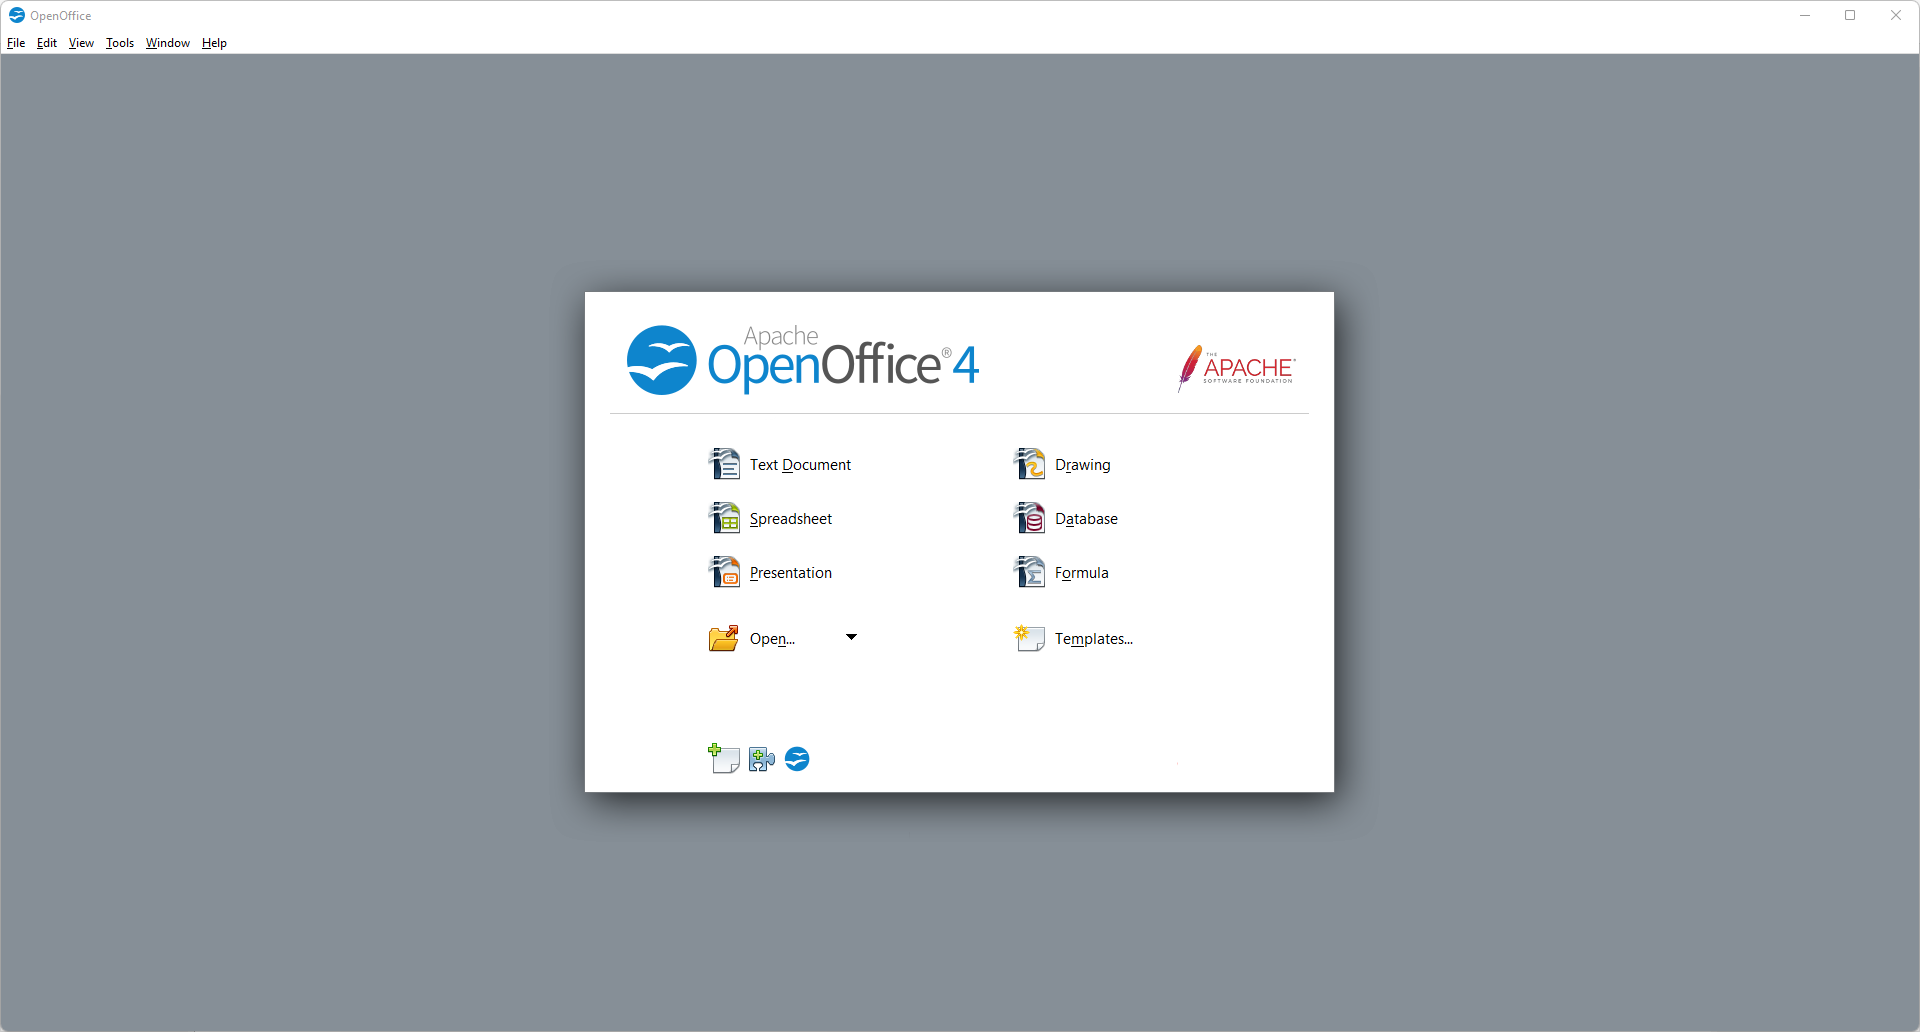 OpenOffice
File Edit View Tools Window Help
Apache
OpenOffice® 4
THE
APACHE®
SOFTWARE FOUNDATION
Text Document
Drawing
Spreadsheet
Database
Presentation
Formula
Open...
Templates...